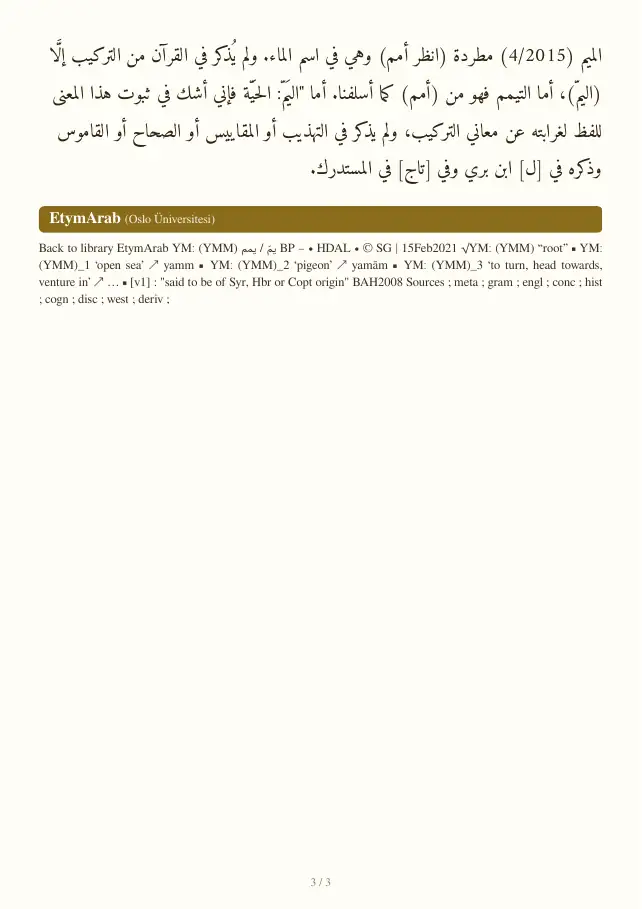 الميم (4/2015) مطردة (انظر أمم) وهي في اسم الماء. ولم يُذكر في القرآن من التركيب إلَّا
(اليمّ)، أما التيمم فهو من (أمم) كما أسلفنا. أما "اليَمّ: الحَيّة فإني أشك في ثبوت هذا المعنى
للفظ لغرابته عن معاني التركيب، ولم يذكر في التهذيب أو المقاييس أو الصحاح أو القاموس
وذكره في [ل] ابن بري وفي [تاج] في المستدرك.
EtymArab (Oslo Üniversitesi)
Back to library EtymArab YM: (YMM) يمّ / يمم BP – • HDAL • © SG | 15Feb2021 √YM: (YMM) “root” ▪ YM:
(YMM)_1 ‘open sea’ ↗ yamm ▪ YM: (YMM)_2 ‘pigeon’ ↗ yamām ▪ YM: (YMM)_3 ‘to turn, head towards,
venture in’ ↗ … ▪ [v1] : "said to be of Syr, Hbr or Copt origin" BAH2008 Sources ; meta ; gram ; engl ; conc ; hist
; cogn ; disc ; west ; deriv ;
3 / 3